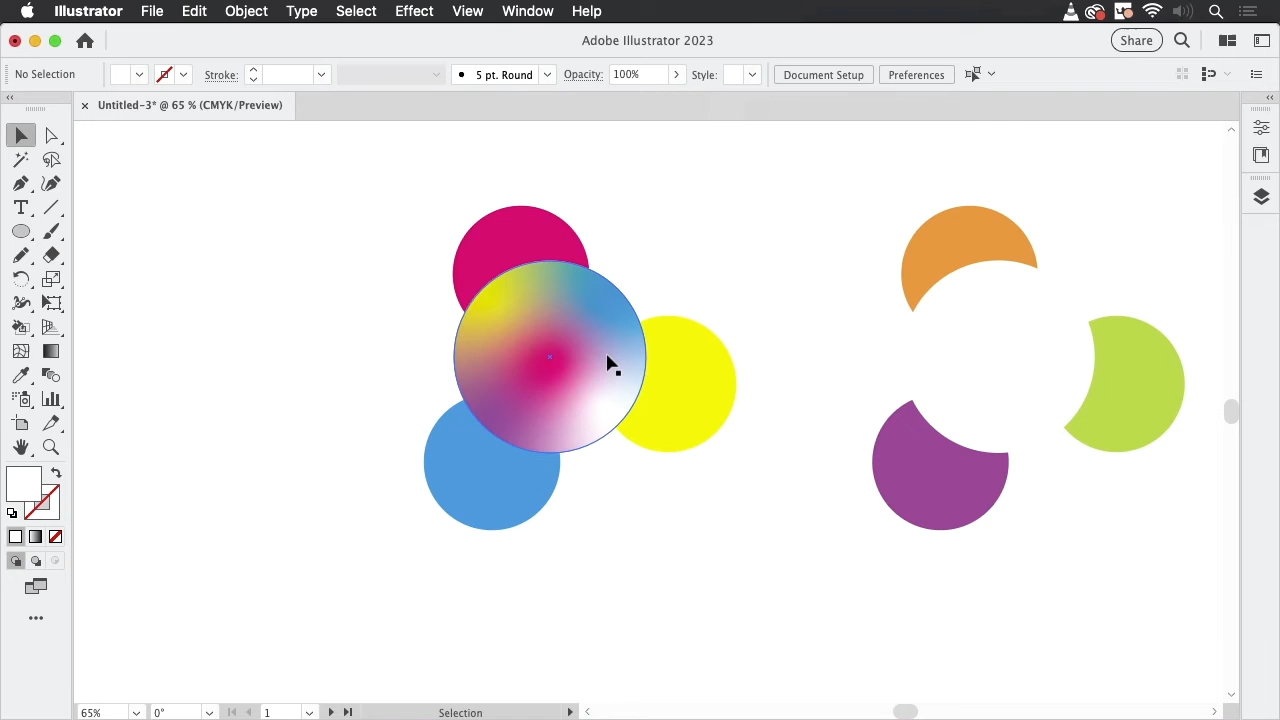 Illustrator File Edit Object Type Select Effect View Window Help
Adobe Illustrator 2023
Share
No Selection
Stroke:
5 pt. Round
Opacity:
100%
Style:
Document Setup
Preferences
Untitled-3* @ 65 % (CMYK/Preview)
65%
0°
1
Selection